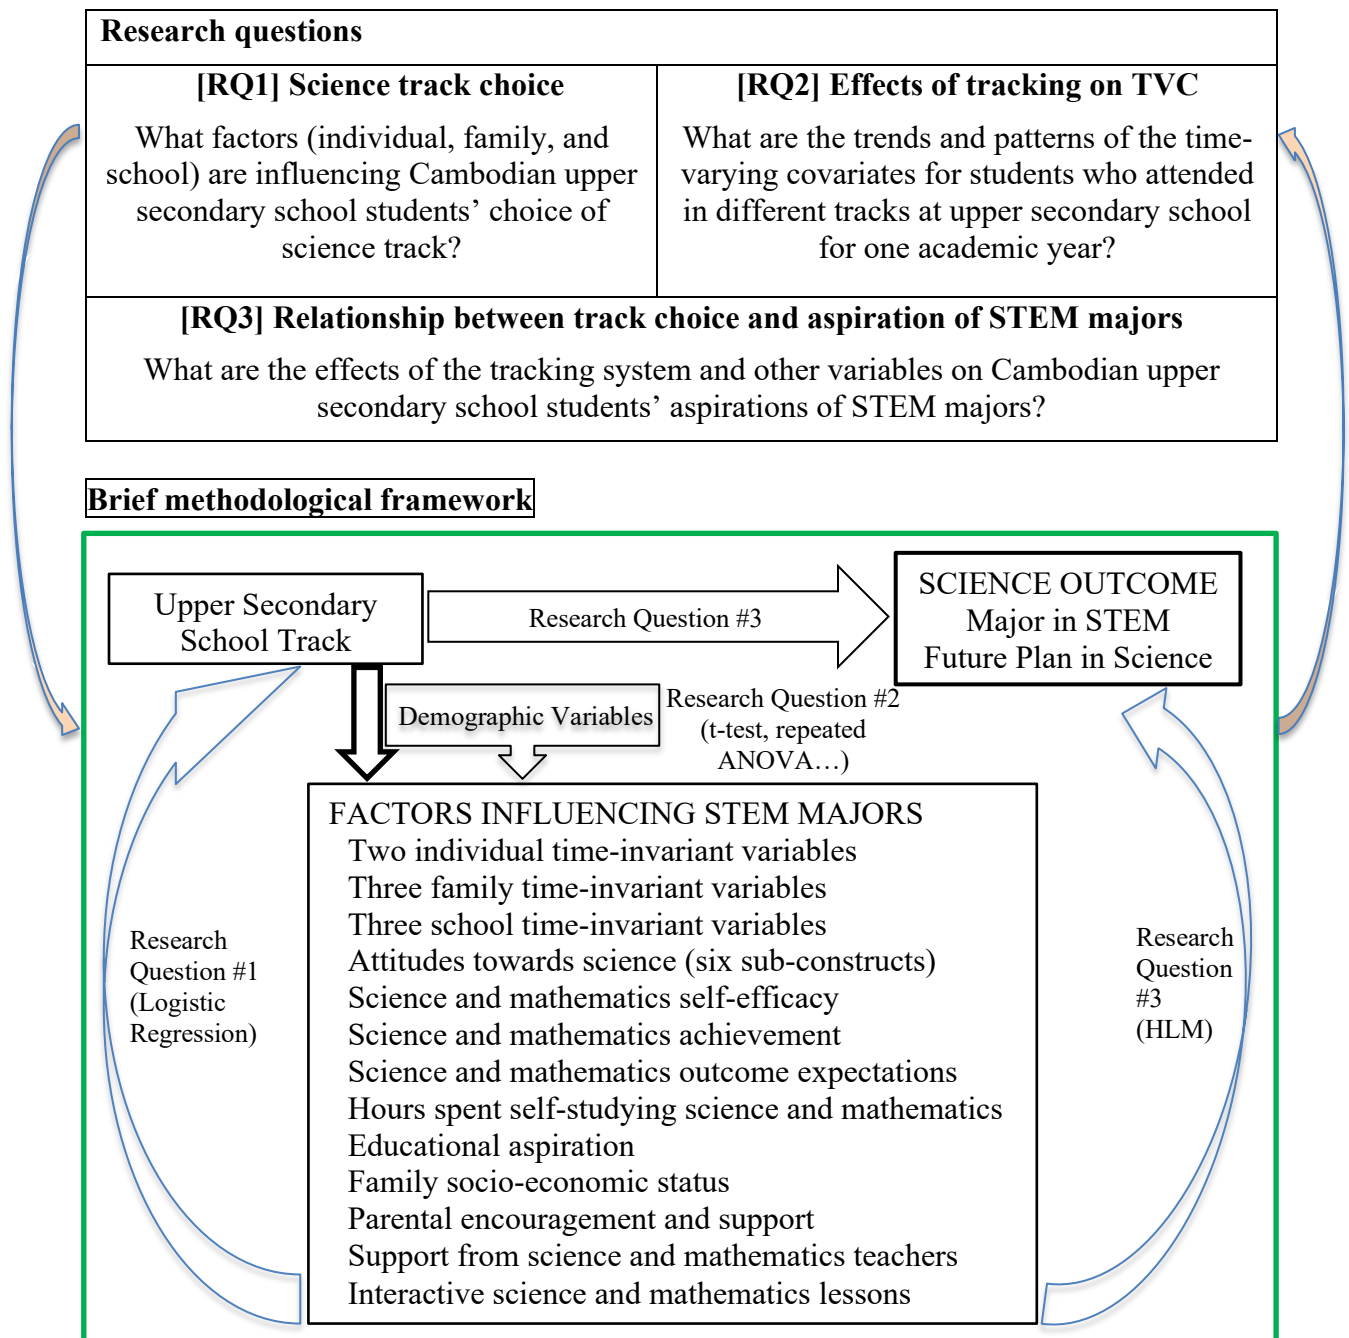 Research questions
[RQ1] Science track choice
What factors (individual, family, and
school) are influencing Cambodian upper
secondary school students’ choice of
science track?
[RQ2] Effects of tracking on TVC
What are the trends and patterns of the time-
varying covariates for students who attended
in different tracks at upper secondary school
for one academic year?
[RQ3] Relationship between track choice and aspiration of STEM majors
What are the effects of the tracking system and other variables on Cambodian upper
secondary school students’ aspirations of STEM majors?
Brief methodological framework
Upper Secondary
School Track
Research Question #3
SCIENCE OUTCOME
Major in STEM
Future Plan in Science
Demographic Variables
Research Question #2
(t-test, repeated
ANOVA…)
FACTORS INFLUENCING STEM MAJORS
Two individual time-invariant variables
Three family time-invariant variables
Three school time-invariant variables
Attitudes towards science (six sub-constructs)
Science and mathematics self-efficacy
Science and mathematics achievement
Science and mathematics outcome expectations
Hours spent self-studying science and mathematics
Educational aspiration
Family socio-economic status
Parental encouragement and support
Support from science and mathematics teachers
Interactive science and mathematics lessons
Research
Question #1
(Logistic
Regression)
Research
Question
#3
(HLM)